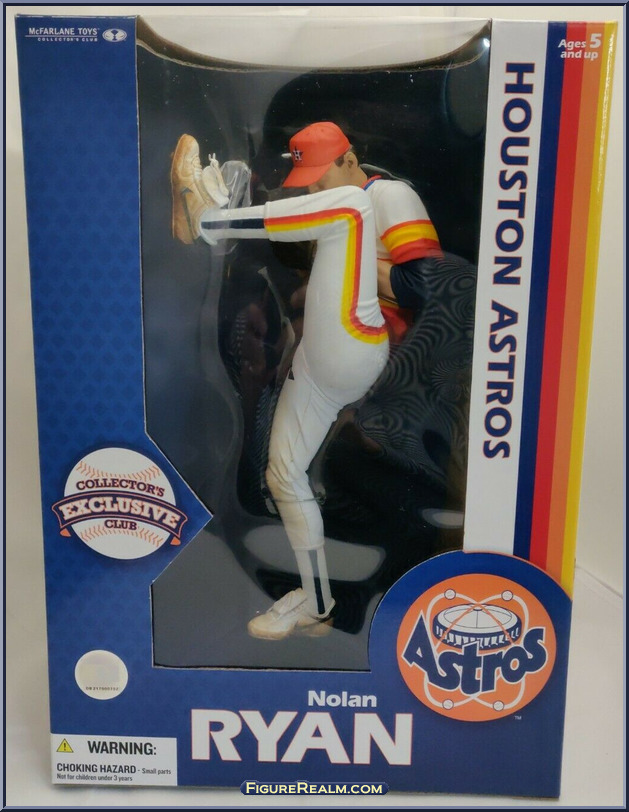 McFARLANE TOYS
COLLECTOR'S CLUB
Ages 5
and up
HOUSTON ASTROS
H
COLLECTOR'S
EXCLUSIVE
CLUB
Astros
TM
Nolan
RYAN
WARNING:
CHOKING HAZARD - Small parts
Not for children under 3 years
FIGUREREALM.COM